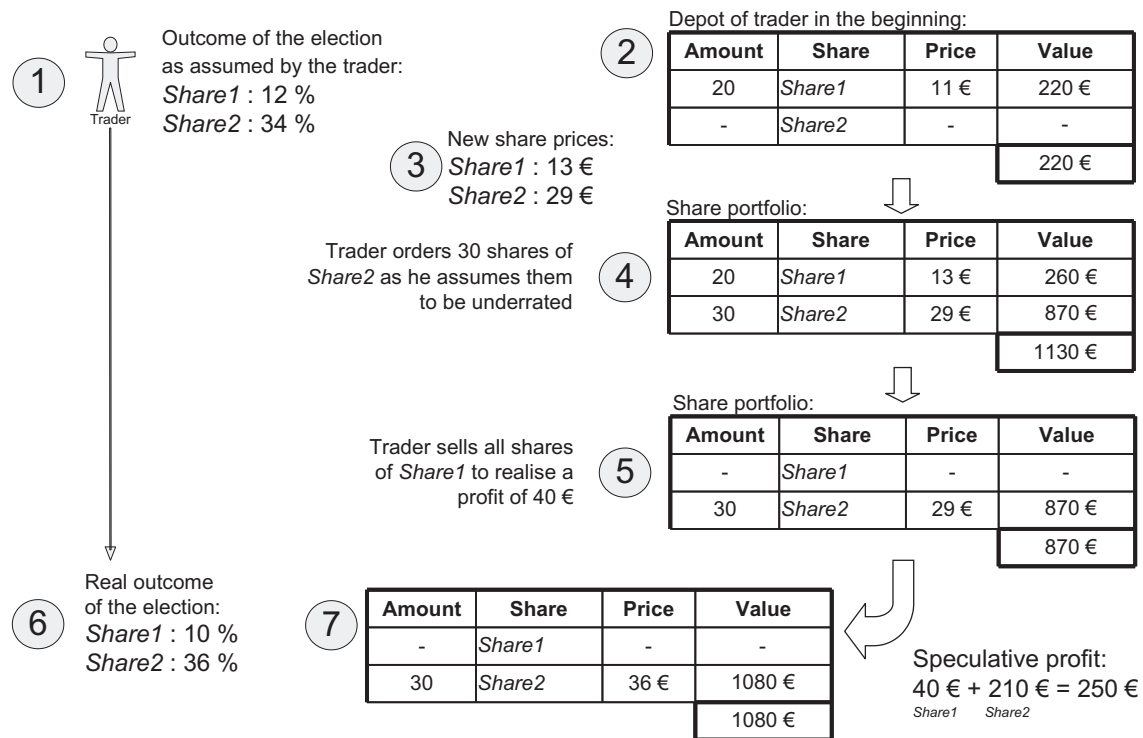 1
Trader
Outcome of the election
as assumed by the trader:
Share1 : 12 %
Share2 : 34 %
2
Depot of trader in the beginning:
Amount Share Price Value
20 Share1 11 € 220 €
- Share2 - -
220 €
3
New share prices:
Share1 : 13 €
Share2 : 29 €
Trader orders 30 shares of
Share2 as he assumes them
to be underrated
4
Share portfolio:
Amount Share Price Value
20 Share1 13 € 260 €
30 Share2 29 € 870 €
1130 €
Trader sells all shares
of Share1 to realise a
profit of 40 €
5
Share portfolio:
Amount Share Price Value
- Share1 - -
30 Share2 29 € 870 €
870 €
6
Real outcome
of the election:
Share1 : 10 %
Share2 : 36 %
7
Amount Share Price Value
- Share1 - -
30 Share2 36 € 1080 €
1080 €
Speculative profit:
40 € + 210 € = 250 €
Share1 Share2